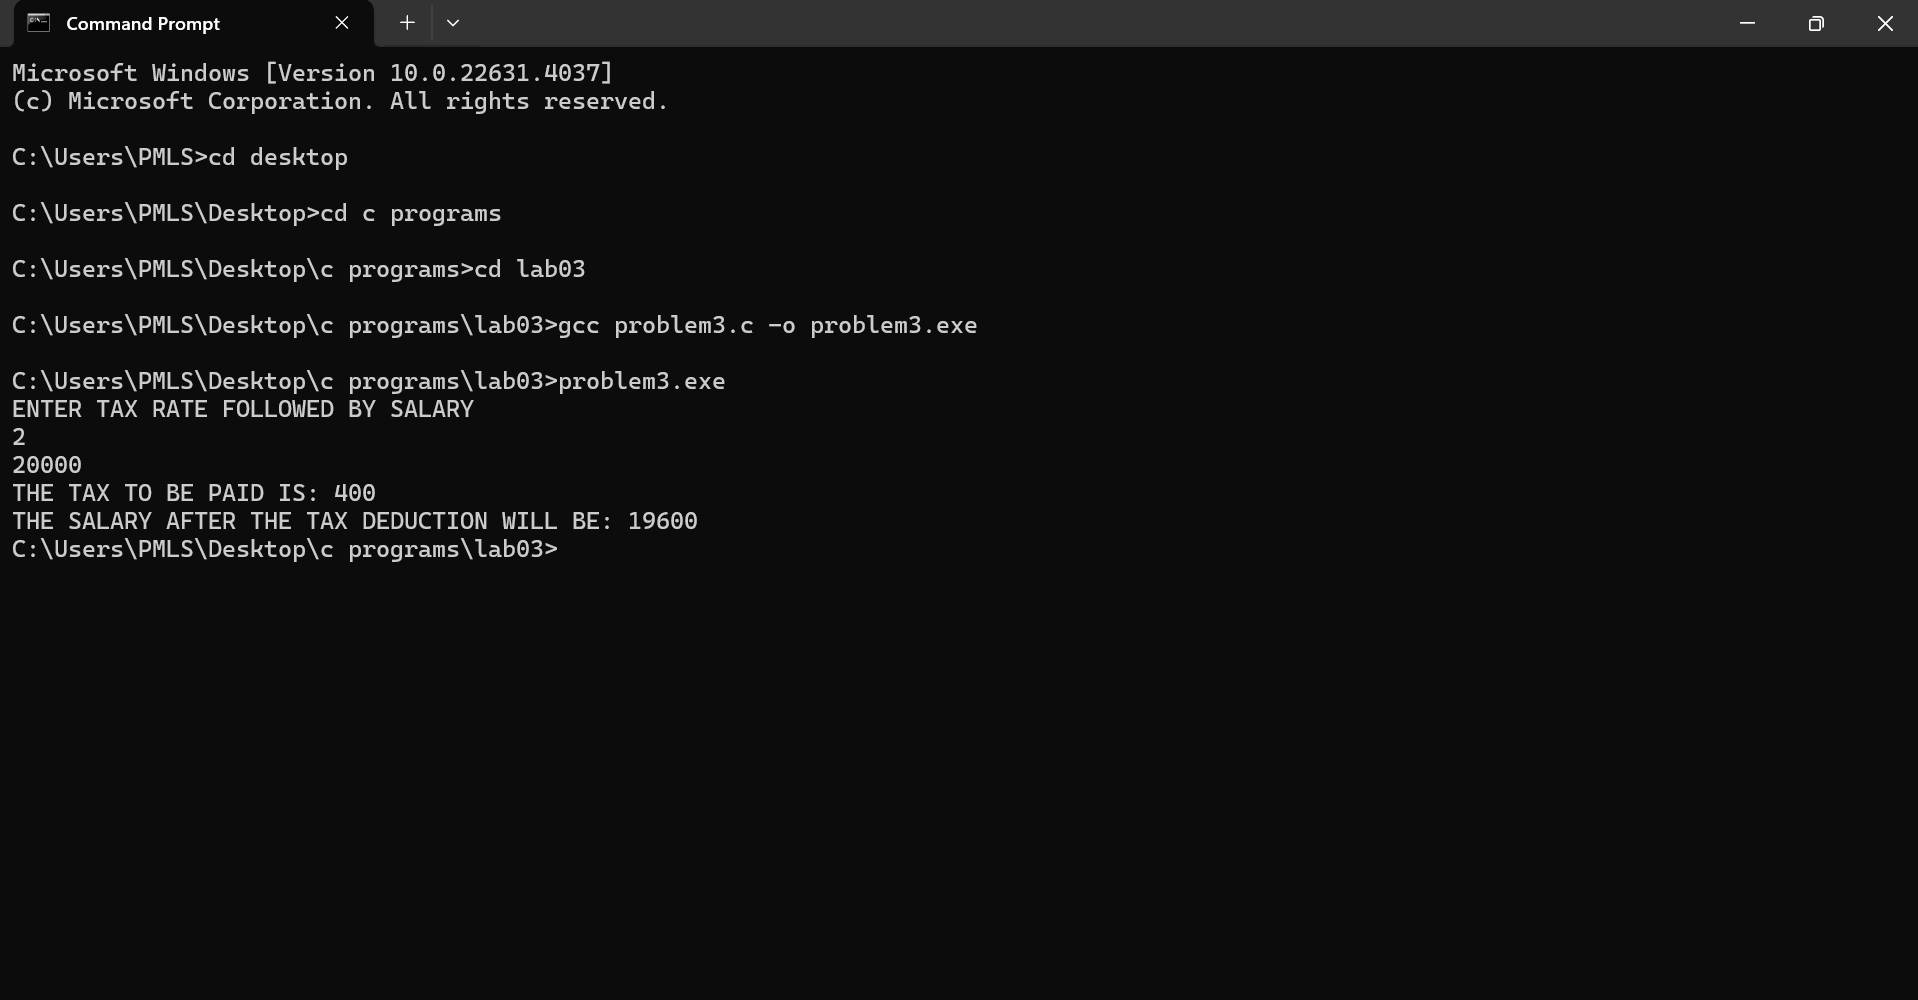 Command Prompt
Microsoft Windows [Version 10.0.22631.4037]
(c) Microsoft Corporation. All rights reserved.
C:\Users\PMLS>cd desktop
C:\Users\PMLS\Desktop>cd c programs
C:\Users\PMLS\Desktop\c programs>cd lab03
C:\Users\PMLS\Desktop\c programs\lab03>gcc problem3.c -o problem3.exe
C:\Users\PMLS\Desktop\c programs\lab03>problem3.exe
ENTER TAX RATE FOLLOWED BY SALARY
2
20000
THE TAX TO BE PAID IS: 400
THE SALARY AFTER THE TAX DEDUCTION WILL BE: 19600
C:\Users\PMLS\Desktop\c programs\lab03>